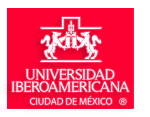 UNIVERSIDAD
IBEROAMERICANA
CIUDAD DE MÉXICO ®